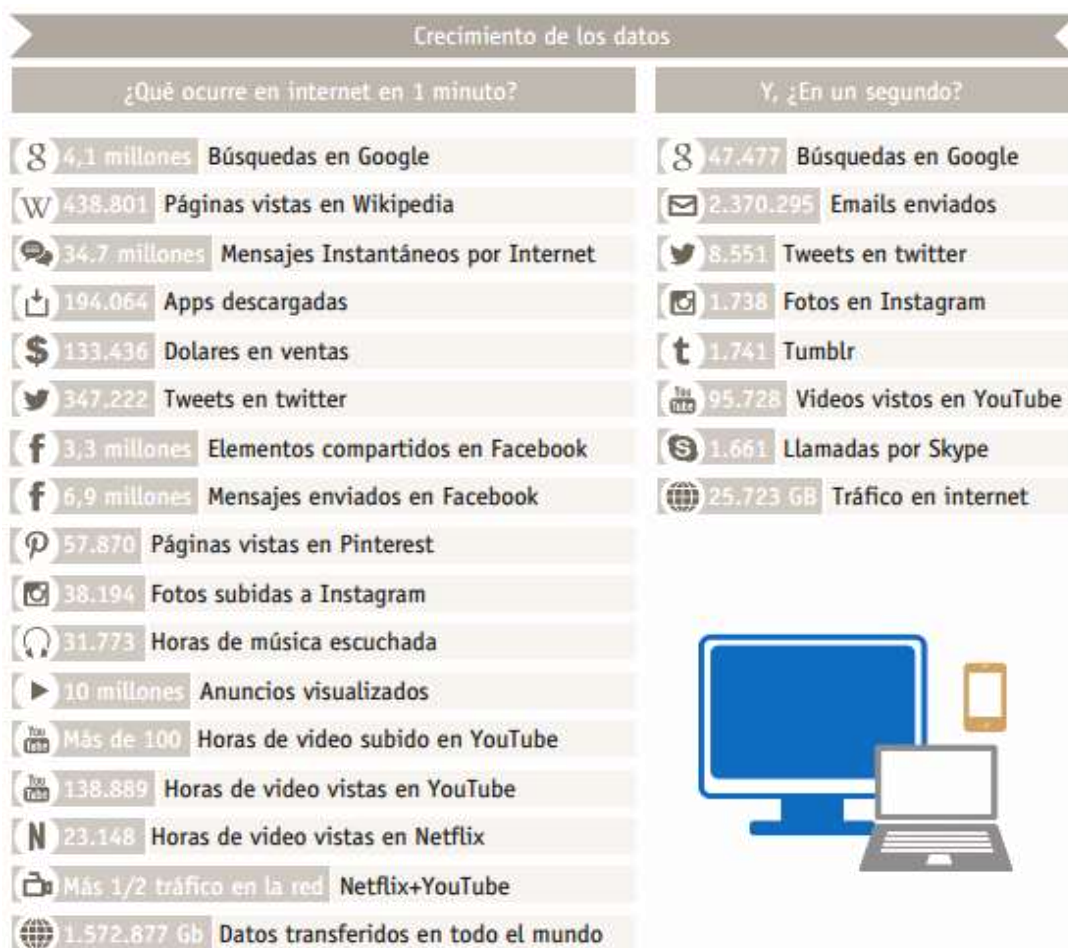 Crecimiento de los datos
¿Qué ocurre en internet en 1 minuto?
4,1 millones Búsquedas en Google
438.801 Páginas vistas en Wikipedia
34.7 millones Mensajes Instantáneos por Internet
194.064 Apps descargadas
133.436 Dolares en ventas
347.222 Tweets en twitter
3,3 millones Elementos compartidos en Facebook
6,9 millones Mensajes enviados en Facebook
57.870 Páginas vistas en Pinterest
38.194 Fotos subidas a Instagram
31.773 Horas de música escuchada
10 millones Anuncios visualizados
You Tube Más de 100 Horas de video subido en YouTube
You Tube 138.889 Horas de video vistas en YouTube
N 23.148 Horas de video vistas en Netflix
Más 1/2 tráfico en la red Netflix+YouTube
1.572.877 Gb Datos transferidos en todo el mundo
Y, ¿En un segundo?
47.477 Búsquedas en Google
2.370.295 Emails enviados
8.551 Tweets en twitter
1.738 Fotos en Instagram
1.741 Tumblr
You Tube 95.728 Videos vistos en YouTube
1.661 Llamadas por Skype
25.723 GB Tráfico en internet